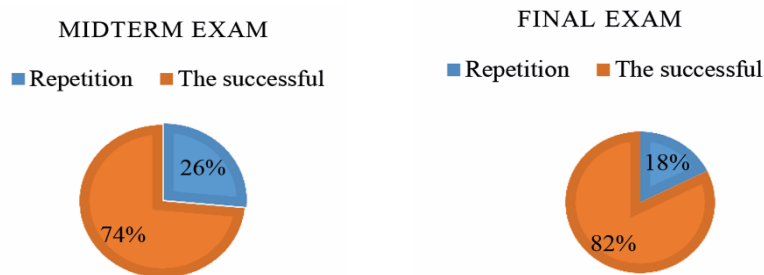 MIDTERM EXAM
Repetition The successful
26%
74%
FINAL EXAM
Repetition The successful
18%
82%